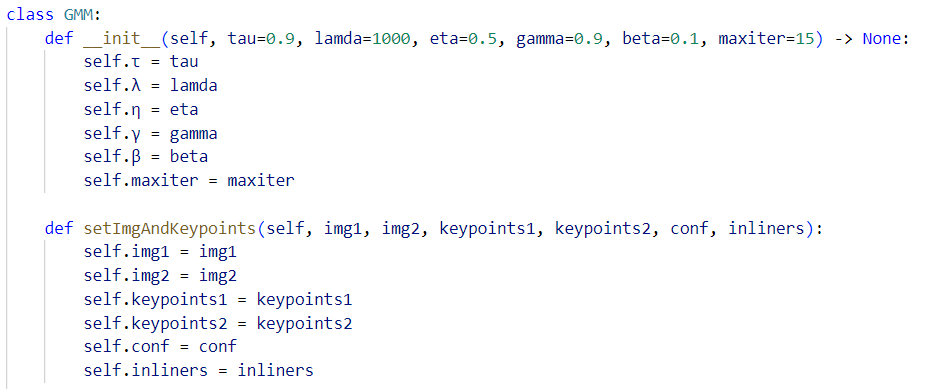 class GMM:
    def __init__(self, tau=0.9, lamda=1000, eta=0.5, gamma=0.9, beta=0.1, maxiter=15) -> None:
        self.τ = tau
        self.λ = lamda
        self.η = eta
        self.γ = gamma
        self.β = beta
        self.maxiter = maxiter
    def setImgAndKeypoints(self, img1, img2, keypoints1, keypoints2, conf, inliners):
        self.img1 = img1
        self.img2 = img2
        self.keypoints1 = keypoints1
        self.keypoints2 = keypoints2
        self.conf = conf
        self.inliners = inliners